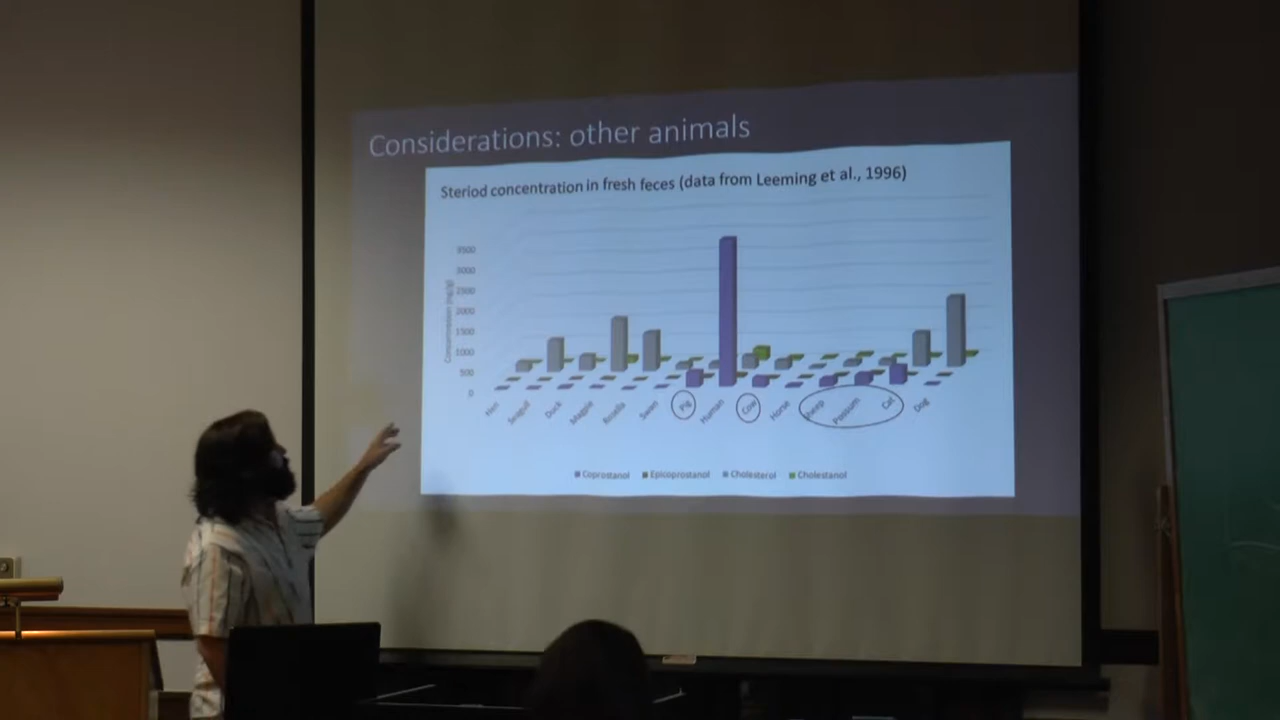 Considerations: other animals
Steriod concentration in fresh feces (data from Leeming et al., 1996)
3500
3000
2500
2000
1500
1000
500
0
Concentration (ng/g)
Hen
Seagull
Duck
Magpie
Rosella
Swan
Pig
Human
Cow
Horse
Sheep
Possum
Cat
Dog
Coprostanol Epicoprostanol Cholesterol Cholestanol